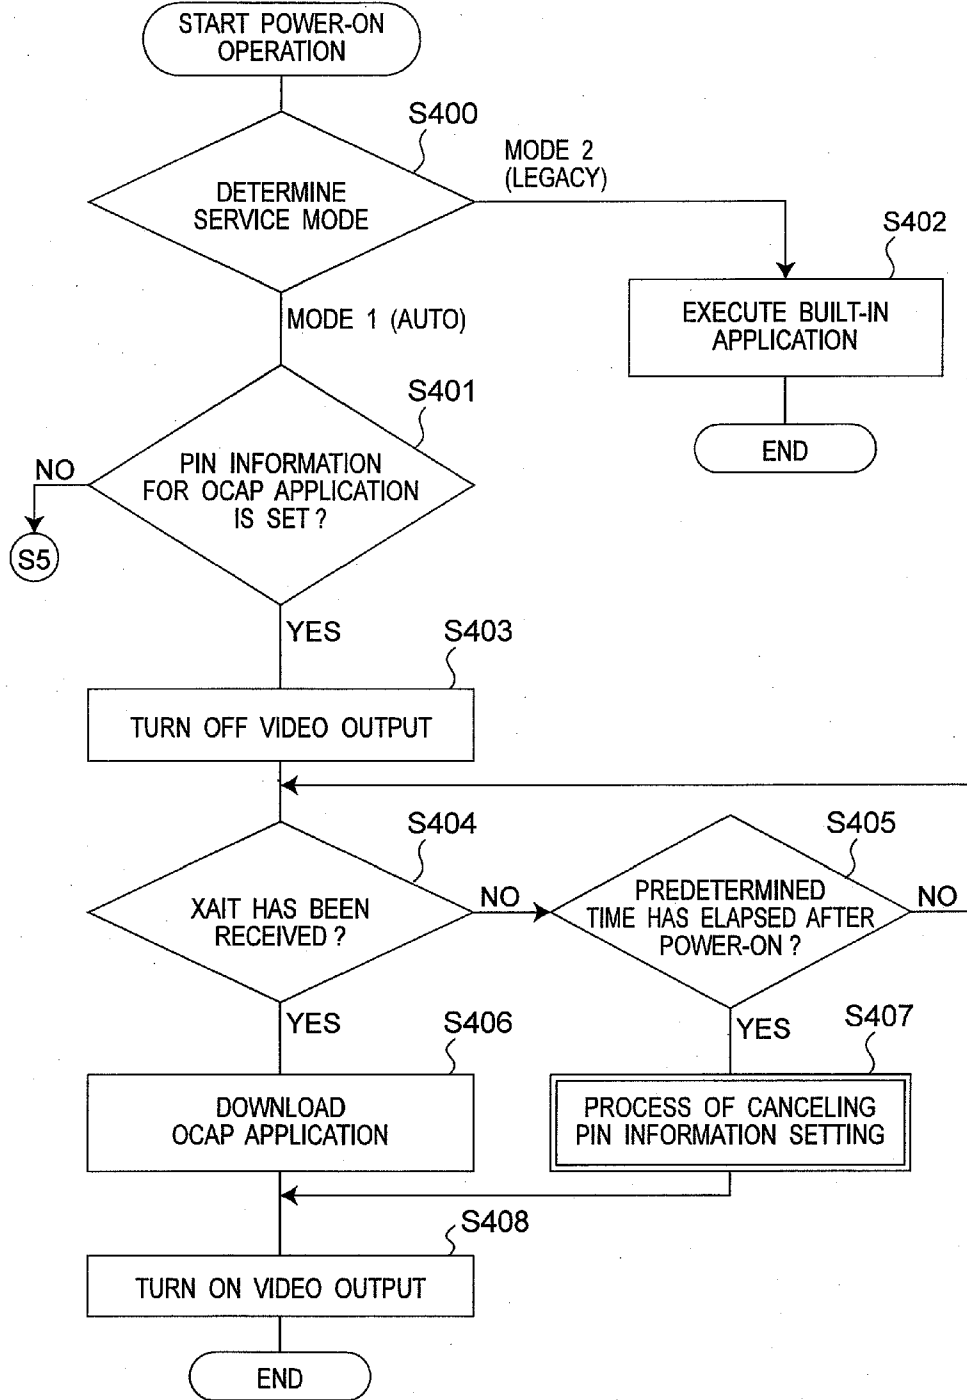 START POWER-ON
OPERATION
S400
DETERMINE
SERVICE MODE
MODE 2
(LEGACY)
S402
EXECUTE BUILT-IN
APPLICATION
END
MODE 1 (AUTO)
S401
PIN INFORMATION
FOR OCAP APPLICATION
IS SET ?
NO
S5
YES
S403
TURN OFF VIDEO OUTPUT
S404
XAIT HAS BEEN
RECEIVED ?
NO
S405
PREDETERMINED
TIME HAS ELAPSED AFTER
POWER-ON ?
NO
YES
S406
DOWNLOAD
OCAP APPLICATION
YES
S407
PROCESS OF CANCELING
PIN INFORMATION SETTING
S408
TURN ON VIDEO OUTPUT
END